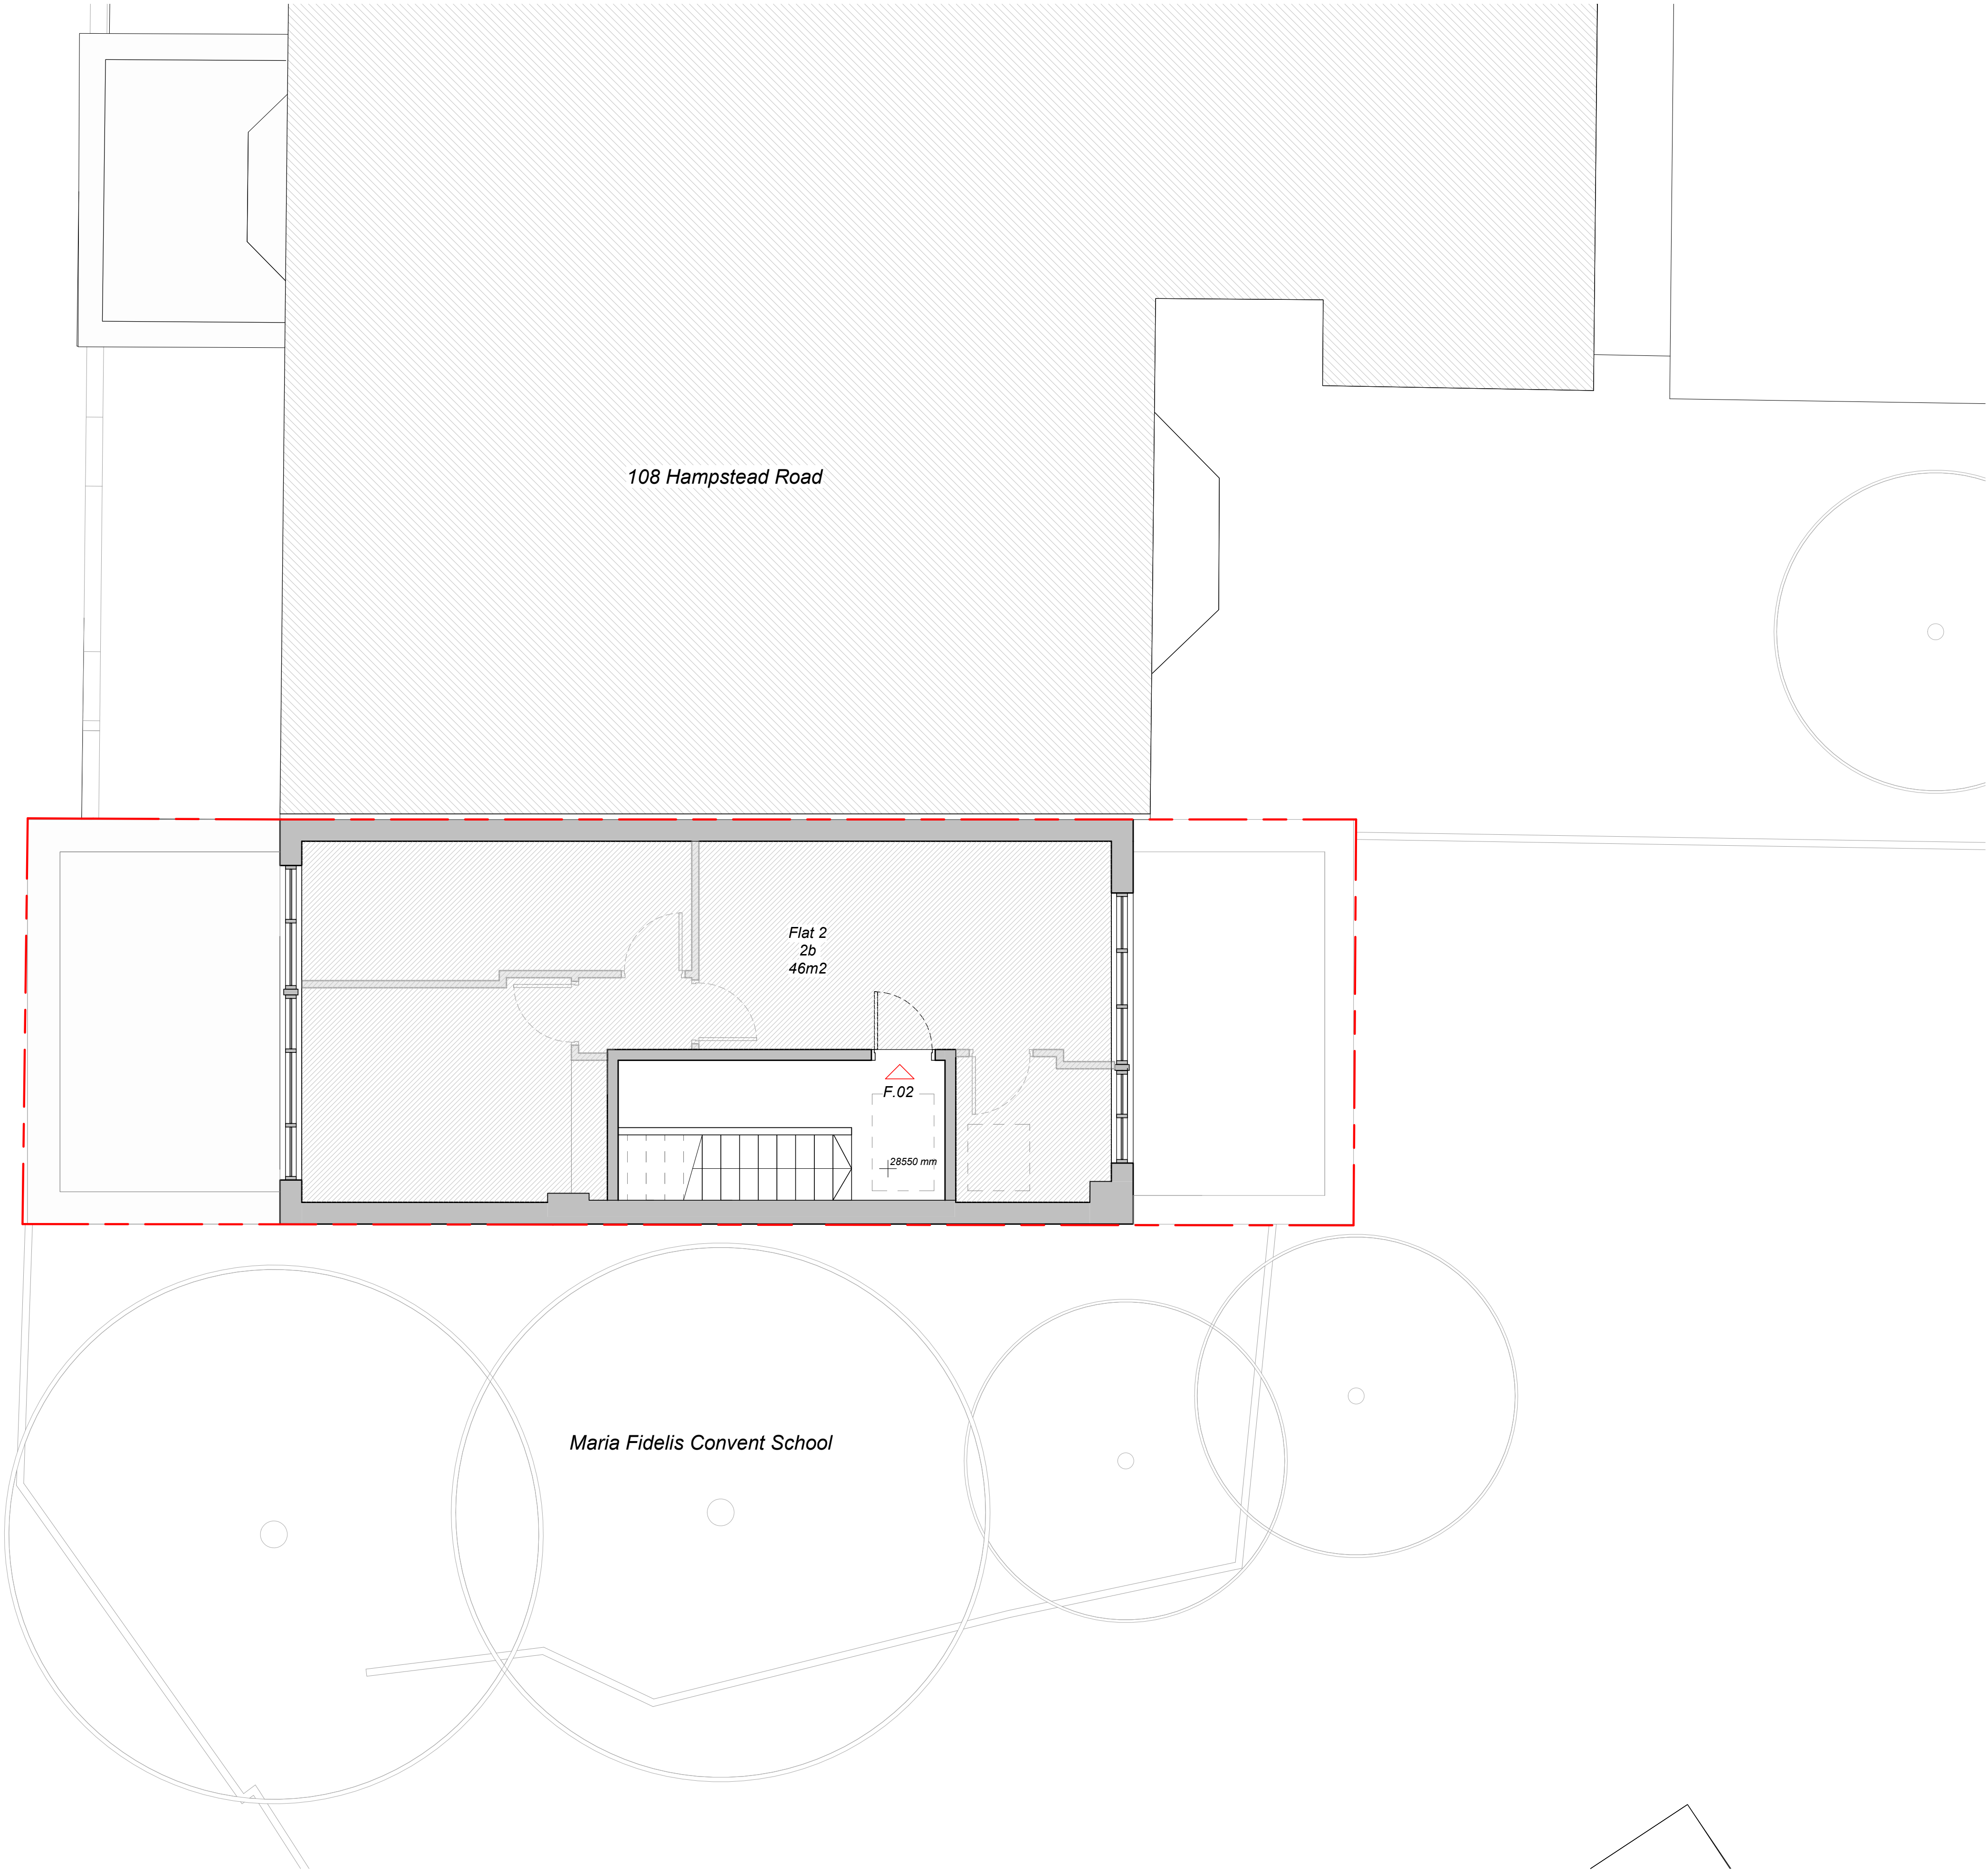 108 Hampstead Road
Flat 2
2b
46m2
F.02
28550 mm
Maria Fidelis Convent School